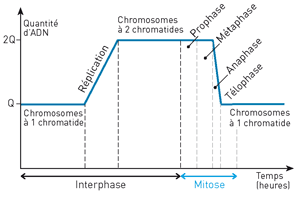 Quantité
d'ADN
Chromosomes
à 2 chromatides
Prophase
Métaphase
Anaphase
Télophase
2Q
Réplication
Q
Chromosomes
à 1 chromatide
Chromosomes
à 1 chromatide
Temps
(heures)
Interphase
Mitose